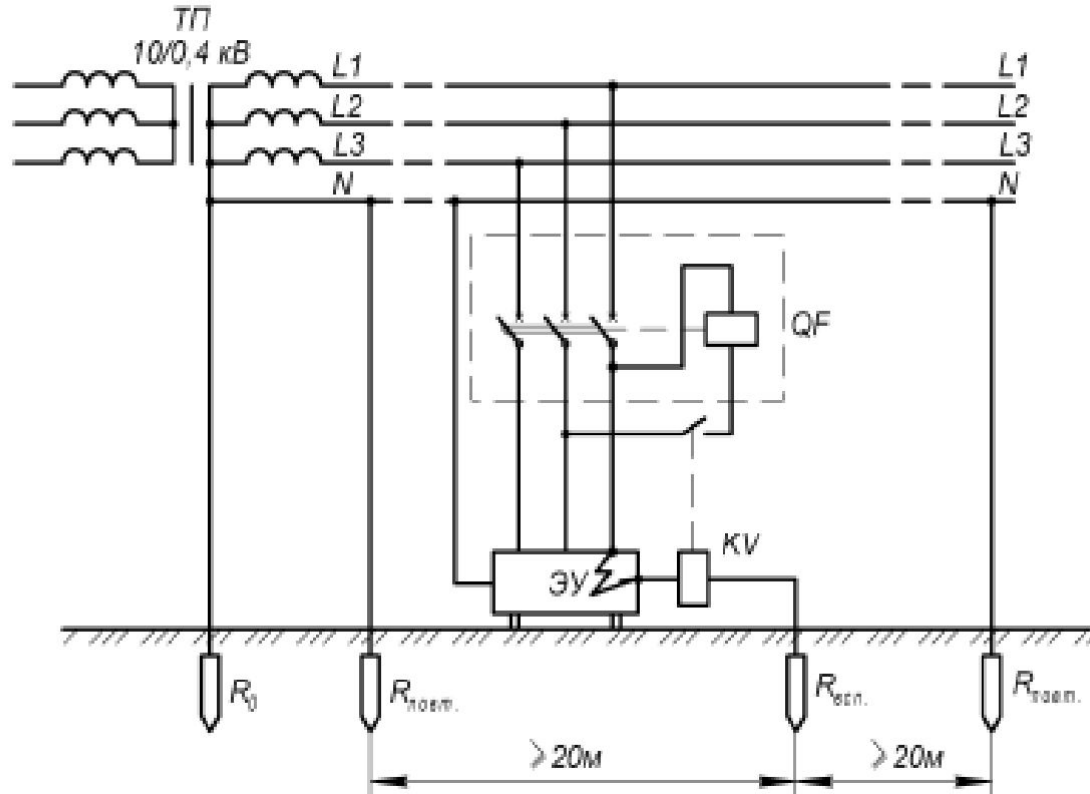 ТП
10/0,4 кВ
L1
L1
L2
L2
L3
L3
N
N
QF
KV
ЭУ
R₀
Rповт.
Rвсп.
Rповт.
⩾20м
⩾20м